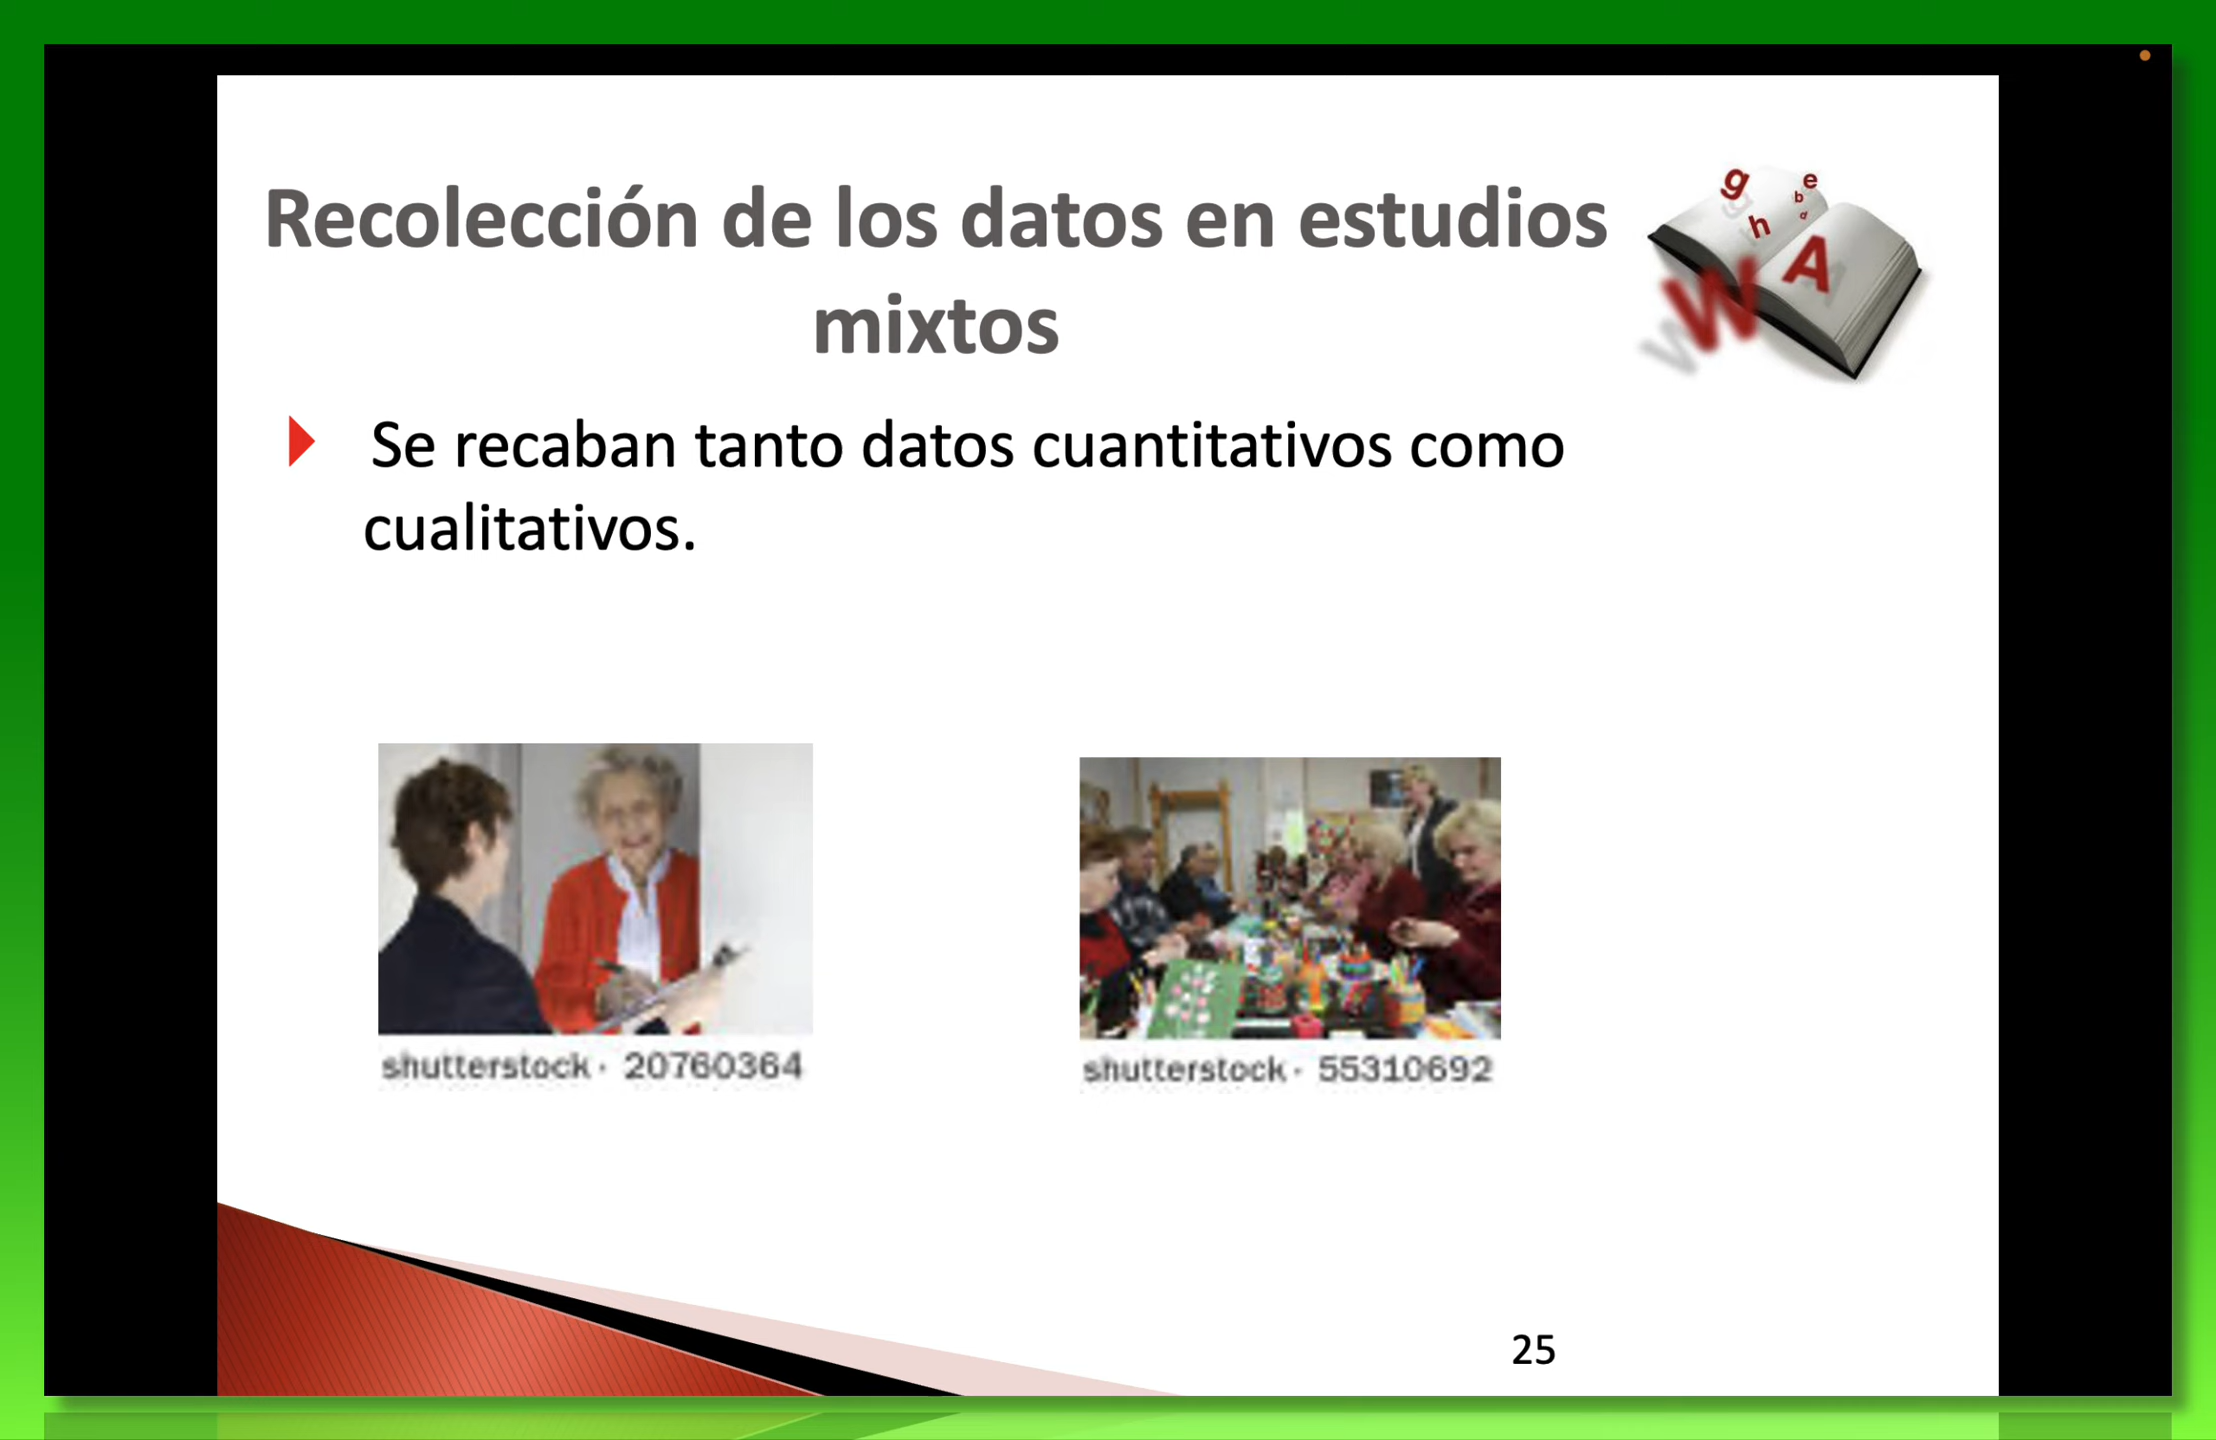 Recolección de los datos en estudios
mixtos
g
e
b
d
h
A
W
Se recaban tanto datos cuantitativos como
cualitativos.
shutterstock · 20760364
shutterstock · 55310692
25